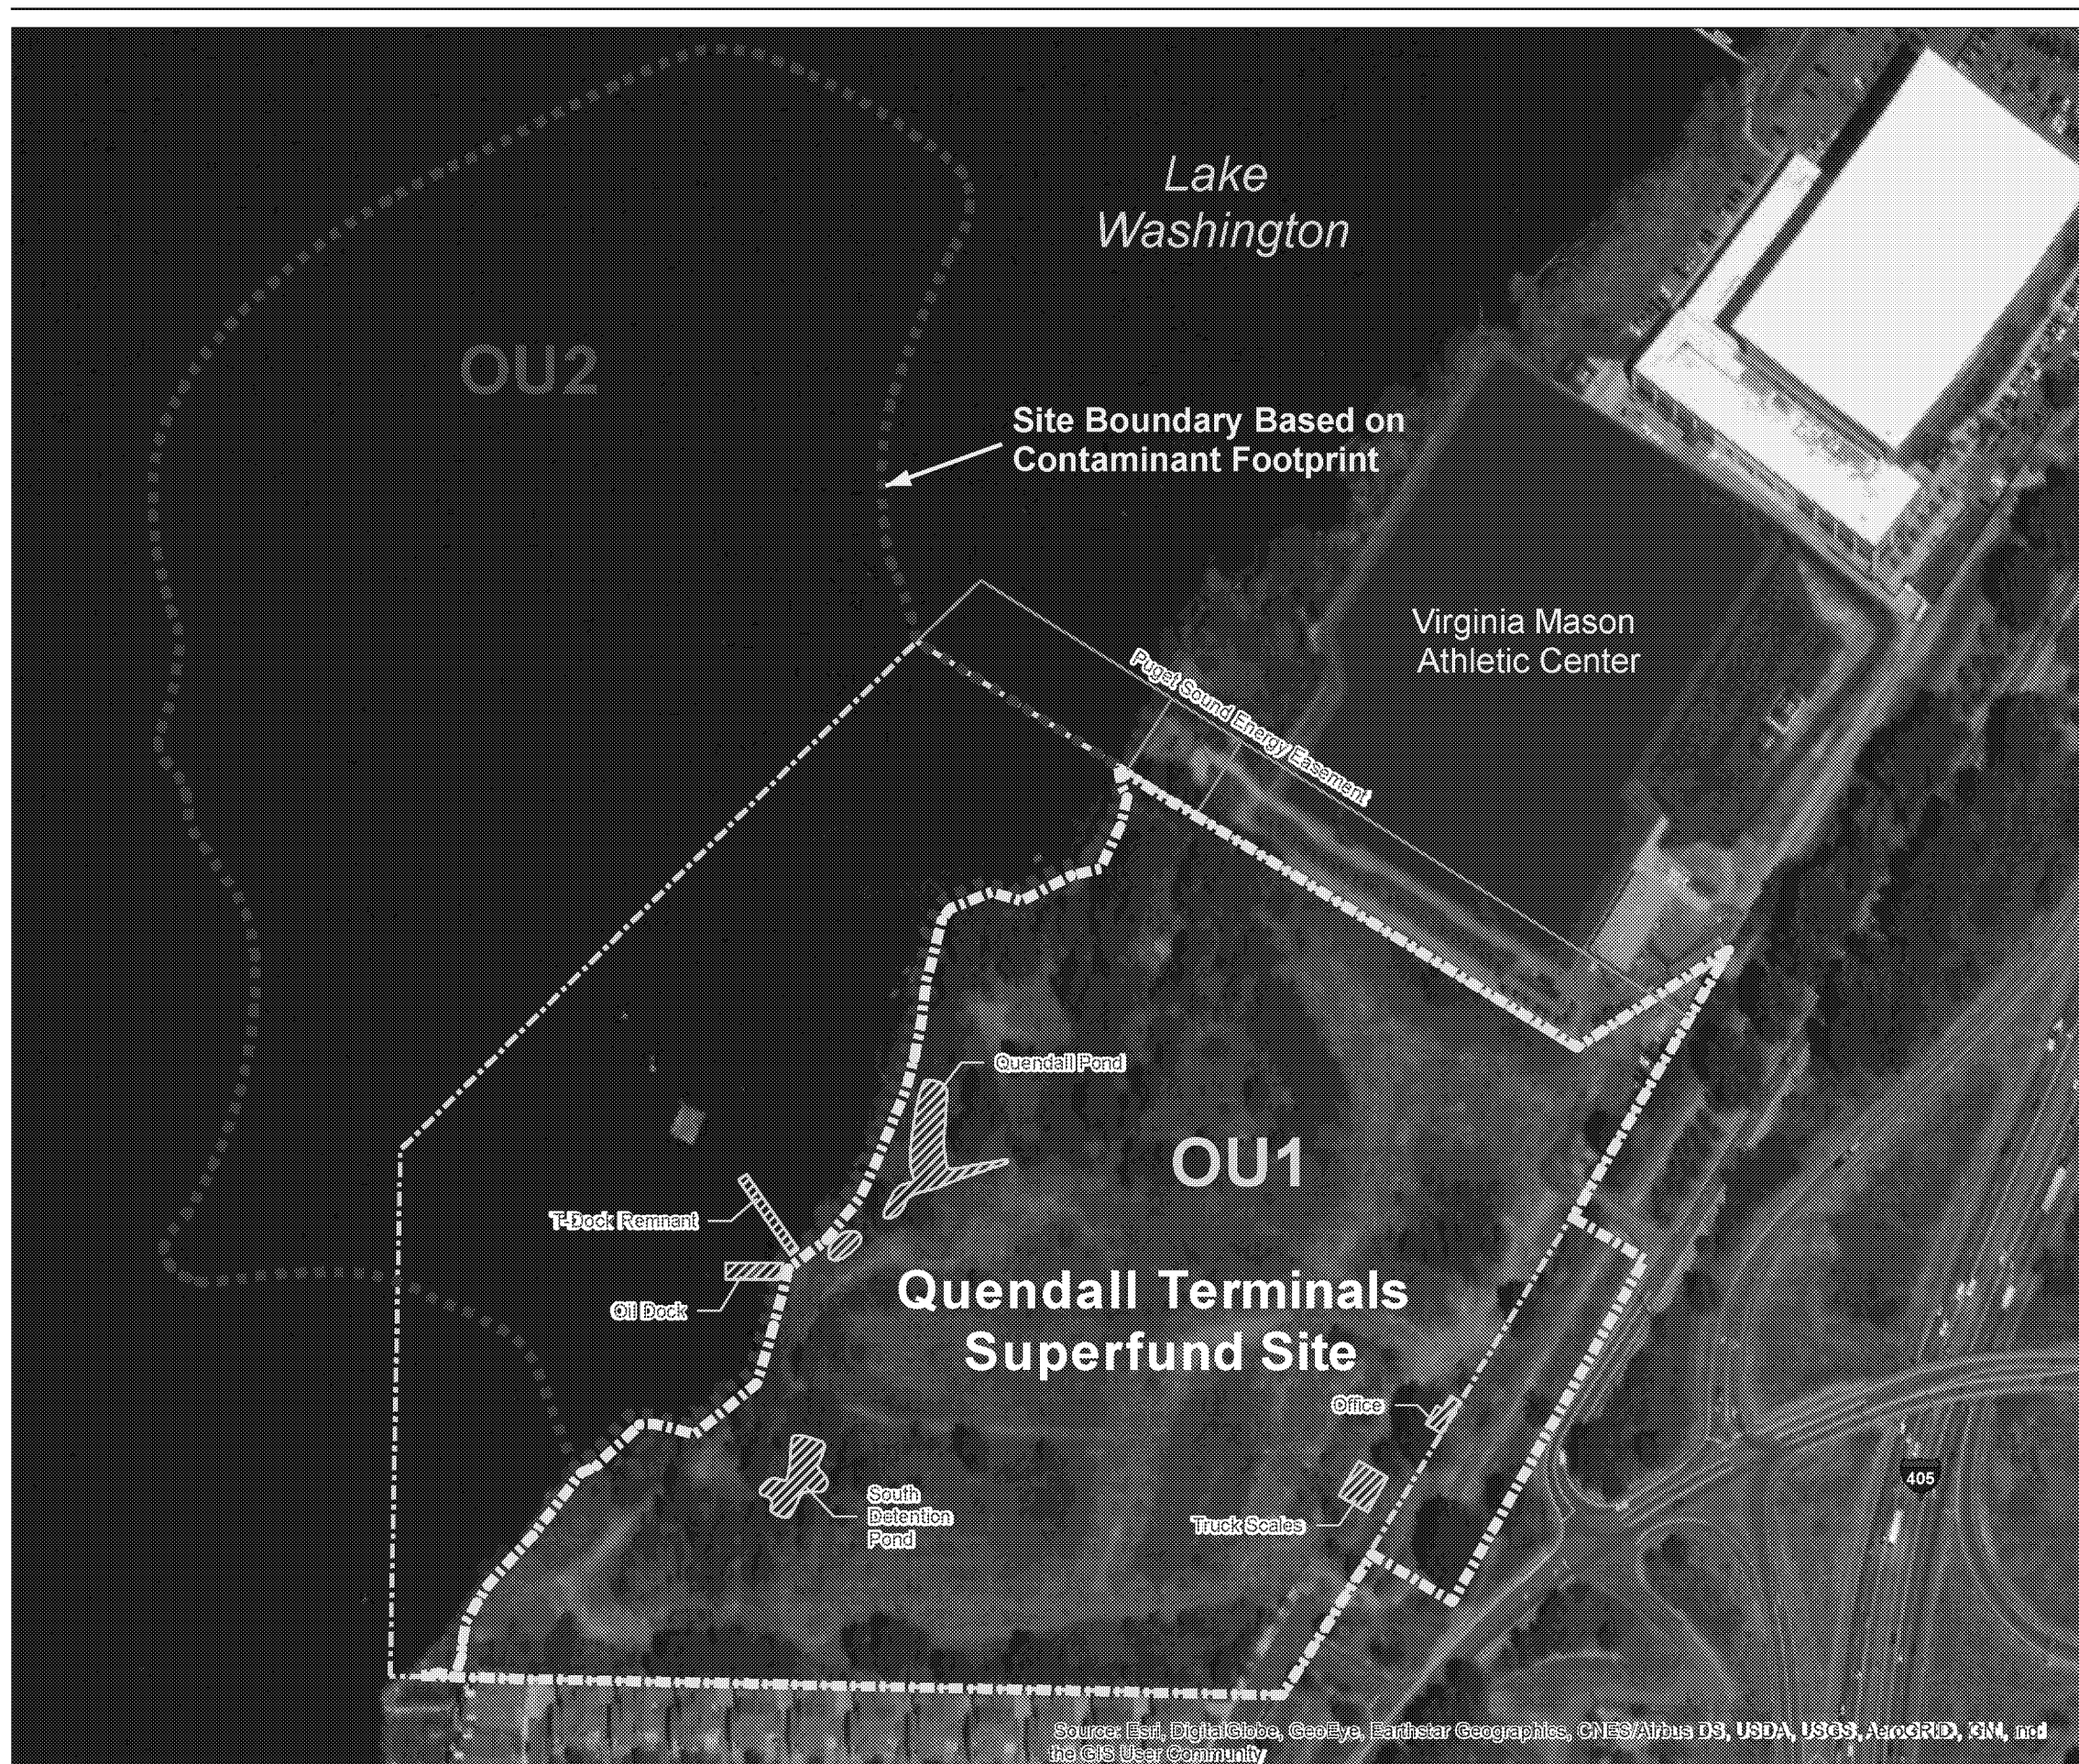 Lake
Washington
OU2
Site Boundary Based on
Contaminant Footprint
Virginia Mason
Athletic Center
Puget Sound Energy Easement
Quendall Pond
OU1
T-Dock Remnant
Oil Dock
Quendall Terminals
Superfund Site
Office
405
South
Detention
Pond
Truck Scales
Source: Esri, DigitalGlobe, GeoEye, Earthstar Geographics, CNES/Airbus DS, USDA, USGS, AeroGRID, IGN, and
the GIS User Community